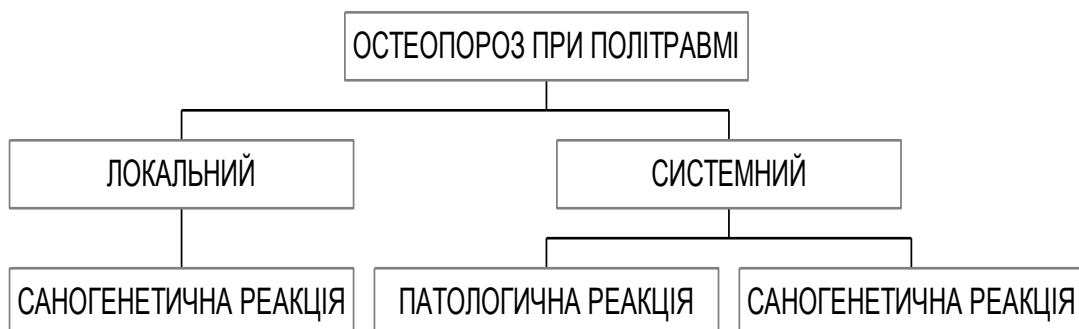 ОСТЕОПОРОЗ ПРИ ПОЛІТРАВМІ
ЛОКАЛЬНИЙ
СИСТЕМНИЙ
САНОГЕНЕТИЧНА РЕАКЦІЯ
ПАТОЛОГИЧНА РЕАКЦІЯ
САНОГЕНЕТИЧНА РЕАКЦІЯ